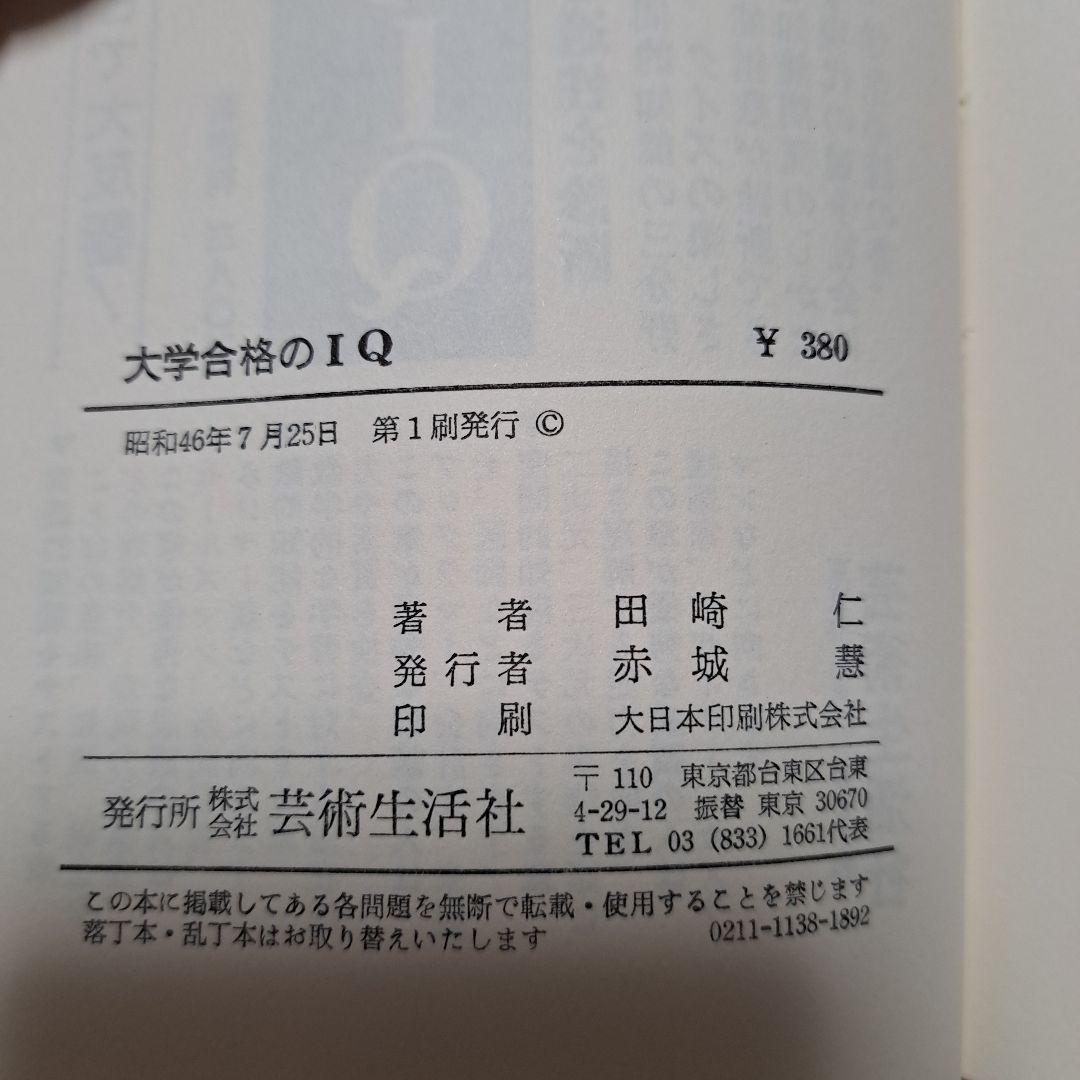 大学合格のIQ ￥ 380
昭和46年7月25日 第1刷発行 ©
著者 田崎 仁
発行者 赤城 慧
印刷 大日本印刷株式会社
発行所 株式会社 芸術生活社
〒110 東京都台東区台東
4-29-12 振替 東京 30670
TEL 03 (833) 1661代表
この本に掲載してある各問題を無断で転載・使用することを禁じます
落丁本・乱丁本はお取り替えいたします 0211-1138-1892
IQ